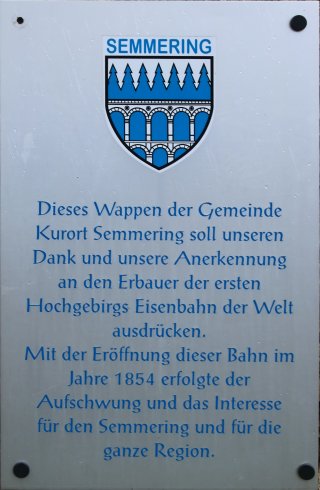 SEMMERING
Dieses Wappen der Gemeinde
Kurort Semmering soll unseren
Dank und unsere Anerkennung
an den Erbauer der ersten
Hochgebirgs Eisenbahn der Welt
ausdrücken.
Mit der Eröffnung dieser Bahn im
Jahre 1854 erfolgte der
Aufschwung und das Interesse
für den Semmering und für die
ganze Region.